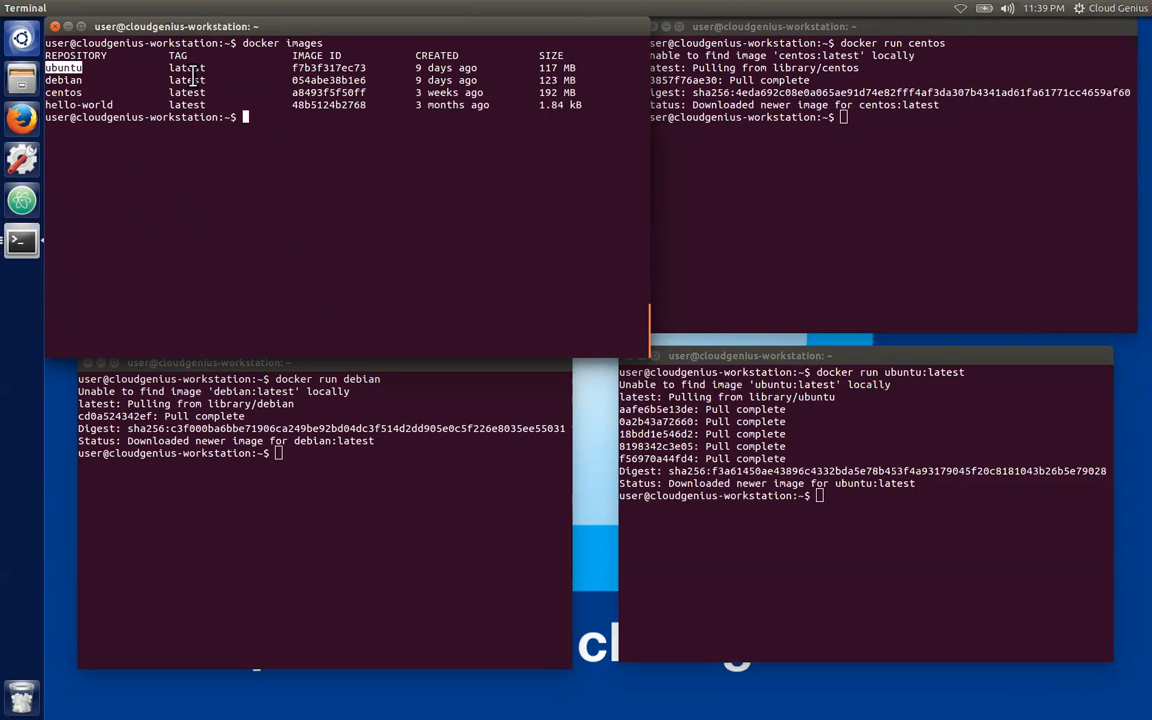 Terminal
11:39 PM
Cloud Genius
user@cloudgenius-workstation: ~
user@cloudgenius-workstation:~$ docker images
REPOSITORY TAG IMAGE ID CREATED SIZE
ubuntu latest f7b3f317ec73 9 days ago 117 MB
debian latest 054abe38b1e6 9 days ago 123 MB
centos latest a8493f5f50ff 3 weeks ago 192 MB
hello-world latest 48b5124b2768 3 months ago 1.84 kB
user@cloudgenius-workstation:~$
user@cloudgenius-workstation: ~
ser@cloudgenius-workstation:~$ docker run centos
nable to find image 'centos:latest' locally
atest: Pulling from library/centos
3857f76ae30: Pull complete
igest: sha256:4eda692c08e0a065ae91d74e82fff4af3da307b4341ad61fa61771cc4659af60
tatus: Downloaded newer image for centos:latest
ser@cloudgenius-workstation:~$
user@cloudgenius-workstation: ~
user@cloudgenius-workstation:~$ docker run debian
Unable to find image 'debian:latest' locally
latest: Pulling from library/debian
cd0a524342ef: Pull complete
Digest: sha256:c3f000ba6bbe71906ca249be92bd04dc3f514d2dd905e0c5f226e8035ee55031
Status: Downloaded newer image for debian:latest
user@cloudgenius-workstation:~$
user@cloudgenius-workstation: ~
user@cloudgenius-workstation:~$ docker run ubuntu:latest
Unable to find image 'ubuntu:latest' locally
latest: Pulling from library/ubuntu
aafe6b5e13de: Pull complete
0a2b43a72660: Pull complete
18bdd1e546d2: Pull complete
8198342c3e05: Pull complete
f56970a44fd4: Pull complete
Digest: sha256:f3a61450ae43896c4332bda5e78b453f4a93179045f20c8181043b26b5e79028
Status: Downloaded newer image for ubuntu:latest
user@cloudgenius-workstation:~$